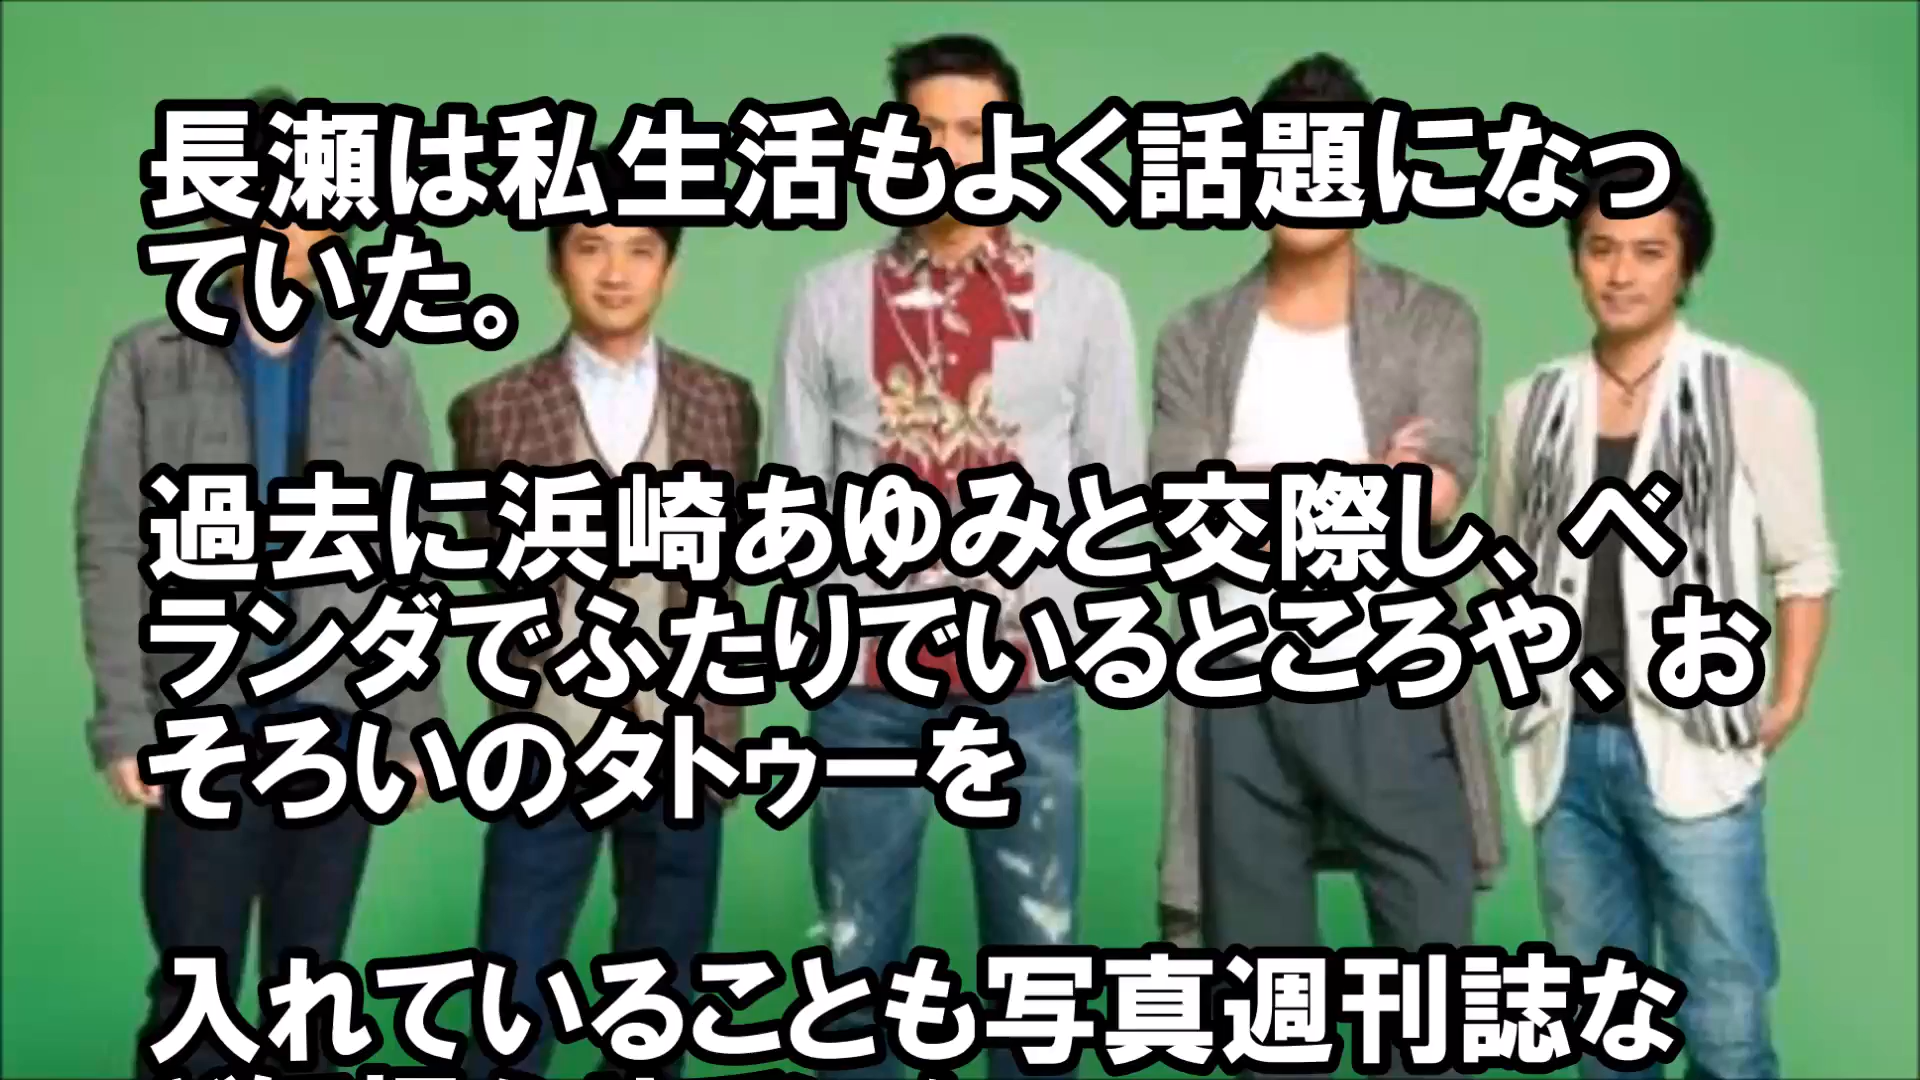 長瀬は私生活もよく話題になっ
ていた。
過去に浜崎あゆみと交際し、ベ
ランダでふたりでいるところや、お
そろいのタトゥーを
入れていることも写真週刊誌な